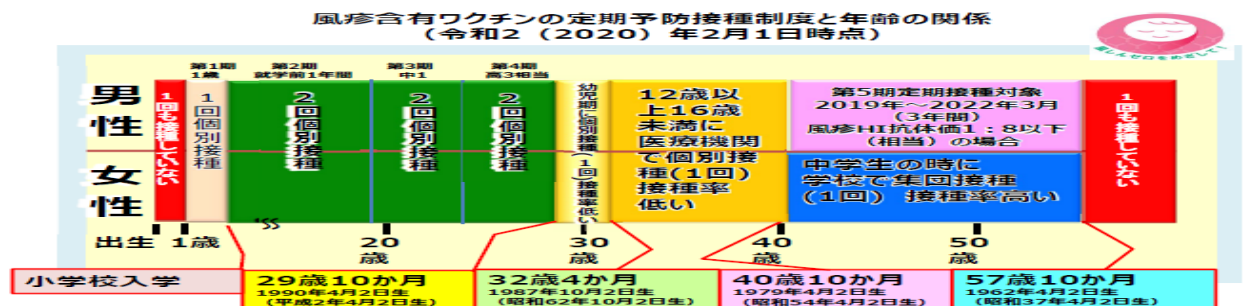 風疹含有ワクチンの定期予防接種制度と年齢の関係
（令和2（2020）年2月1日時点）
風しんゼロをめざして！
第1期
1歳
第2期
就学前1年間
第3期
中1
第4期
高3相当
男性
女性
1回も接種していない
1回個別接種
2回個別接種
2回個別接種
2回個別接種
幼児期に個別接種(1回)接種率低い
12歳以
上16歳
未満に
医療機関
で個別接
種(1回)
接種率
低い
第5期定期接種対象
2019年～2022年3月
(3年間)
風疹HI抗体価1：8以下
(相当）の場合
中学生の時に
学校で集団接種
(1回) 接種率高い
1回も接種していない
出生
1歳
20
歳
30
歳
40
歳
50
歳
小学校入学
29歳10か月
1990年4月2日生
(平成2年4月2日生)
32歳4か月
1987年10月2日生
(昭和62年10月2日生)
40歳10か月
1979年4月2日生
(昭和54年4月2日生)
57歳10か月
1962年4月2日生
(昭和37年4月2日生)